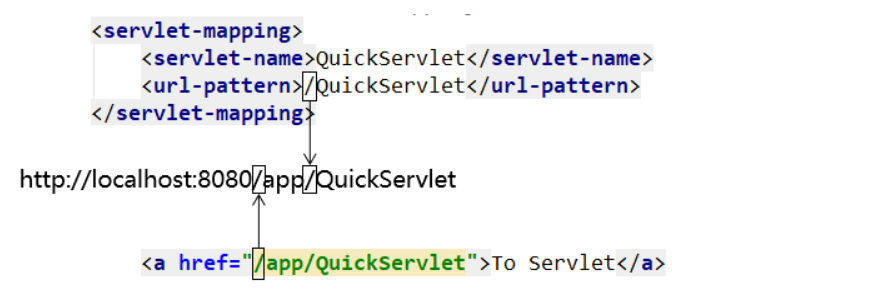 <servlet-mapping>
<servlet-name>QuickServlet</servlet-name>
<url-pattern>/QuickServlet</url-pattern>
</servlet-mapping>
http://localhost:8080/app/QuickServlet
<a href="/app/QuickServlet">To Servlet</a>